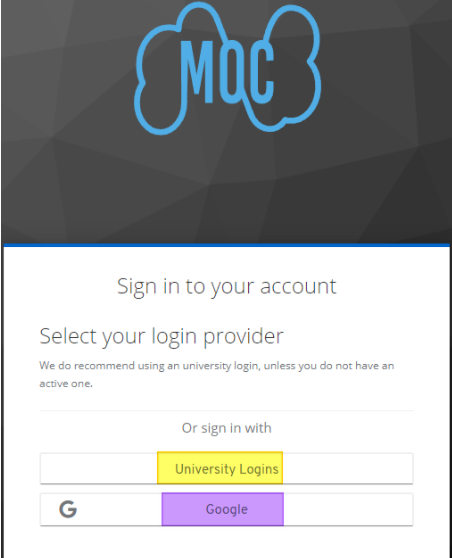 MOC
Sign in to your account
Select your login provider
We do recommend using an university login, unless you do not have an
active one.
Or sign in with
University Logins
G
Google